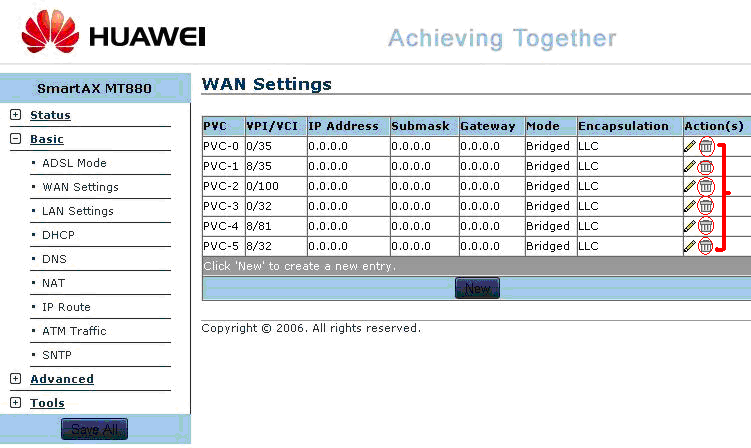 HUAWEI
Achieving Together
SmartAX MT880
Status
Basic
ADSL Mode
WAN Settings
LAN Settings
DHCP
DNS
NAT
IP Route
ATM Traffic
SNTP
Advanced
Tools
Save All
WAN Settings
PVC VPI/VCI IP Address Submask Gateway Mode Encapsulation Action(s)
PVC-0 0/35 0.0.0.0 0.0.0.0 0.0.0.0 Bridged LLC
PVC-1 8/35 0.0.0.0 0.0.0.0 0.0.0.0 Bridged LLC
PVC-2 0/100 0.0.0.0 0.0.0.0 0.0.0.0 Bridged LLC
PVC-3 0/32 0.0.0.0 0.0.0.0 0.0.0.0 Bridged LLC
PVC-4 8/81 0.0.0.0 0.0.0.0 0.0.0.0 Bridged LLC
PVC-5 8/32 0.0.0.0 0.0.0.0 0.0.0.0 Bridged LLC
Click 'New' to create a new entry.
New
Copyright © 2006. All rights reserved.